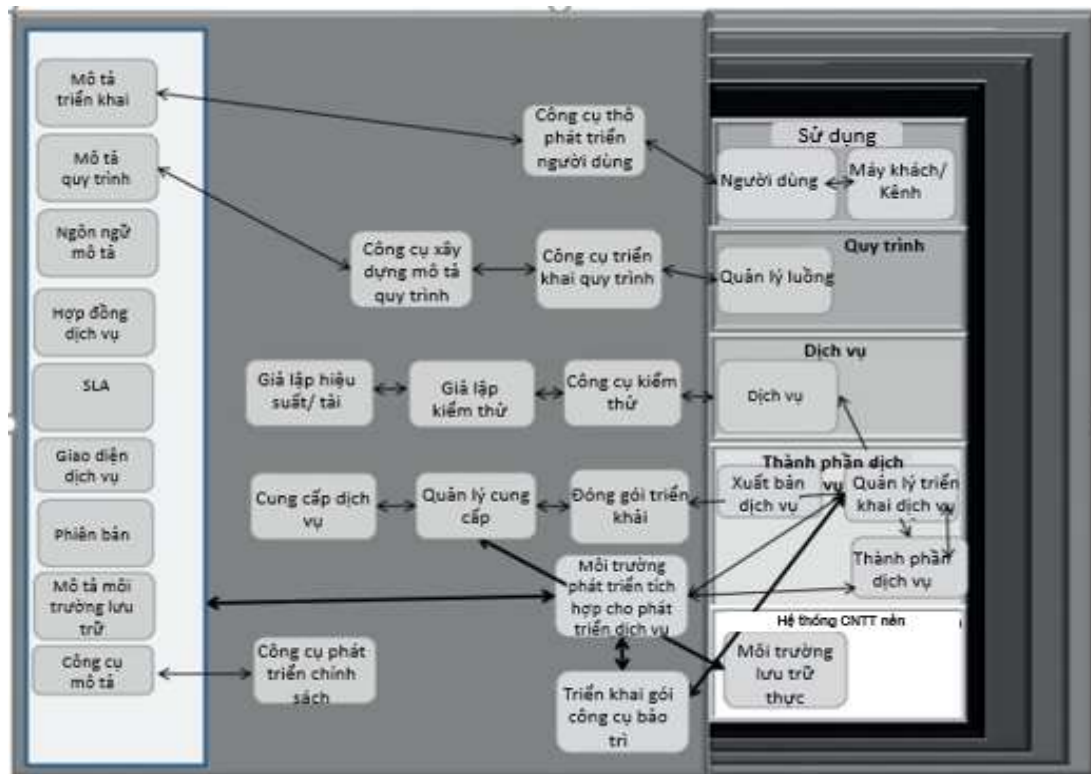 Mô tả
triển khai
Mô tả
quy trình
Ngôn ngữ
mô tả
Hợp đồng
dịch vụ
SLA
Giao diện
dịch vụ
Phiên bản
Mô tả môi
trường lưu
trữ
Công cụ
mô tả
Công cụ thô
phát triển
người dùng
Công cụ xây
dựng mô tả
quy trình
Công cụ triển
khai quy trình
Giả lập hiệu
suất/ tải
Giả lập
kiểm thử
Công cụ kiểm
thử
Cung cấp dịch
vụ
Quản lý cung
cấp
Đóng gói triển
khải
Môi trường
phát triển tích
hợp cho phát
triển dịch vụ
Công cụ phát
triển chính
sách
Triển khai gói
công cụ bảo
trì
Sử dụng
Người dùng
Máy khách/
Kênh
Quy trình
Quản lý luồng
Dịch vụ
Dịch vụ
Thành phần dịch
vụ
Xuất bản
dịch vụ
Quản lý triển
khai dịch vụ
Thành phần
dịch vụ
Hệ thống CNTT nền
Môi trường
lưu trữ
thực